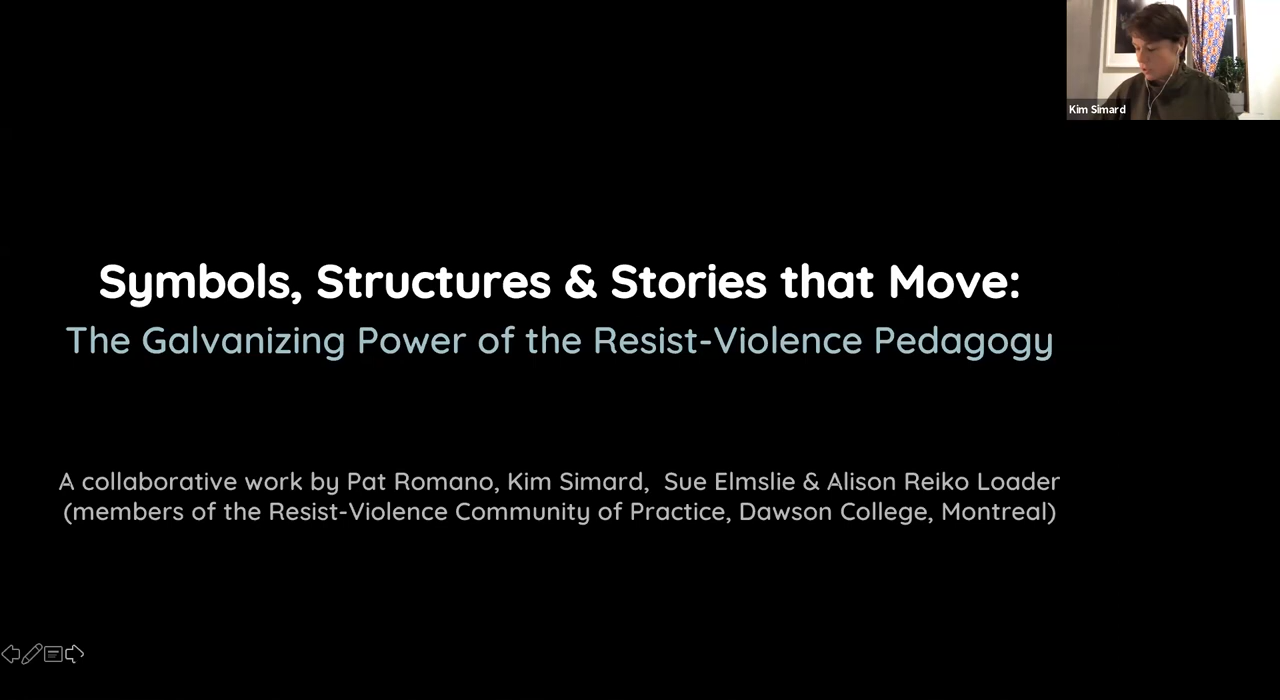 Kim Simard
Symbols, Structures & Stories that Move:
The Galvanizing Power of the Resist-Violence Pedagogy
A collaborative work by Pat Romano, Kim Simard, Sue Elmslie & Alison Reiko Loader
(members of the Resist-Violence Community of Practice, Dawson College, Montreal)